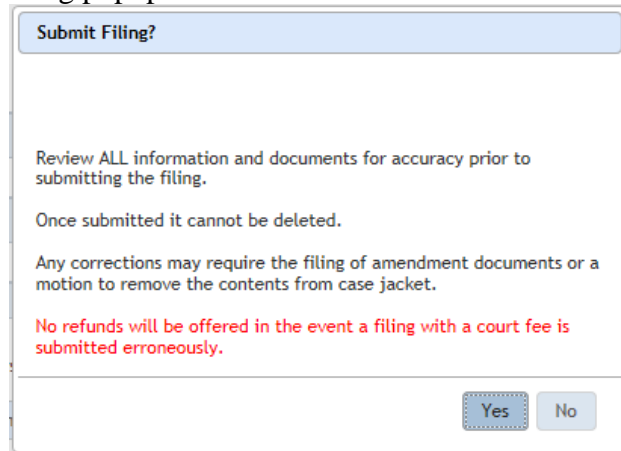 Submit Filing?
Review ALL information and documents for accuracy prior to
submitting the filing.
Once submitted it cannot be deleted.
Any corrections may require the filing of amendment documents or a
motion to remove the contents from case jacket.
No refunds will be offered in the event a filing with a court fee is
submitted erroneously.
Yes No